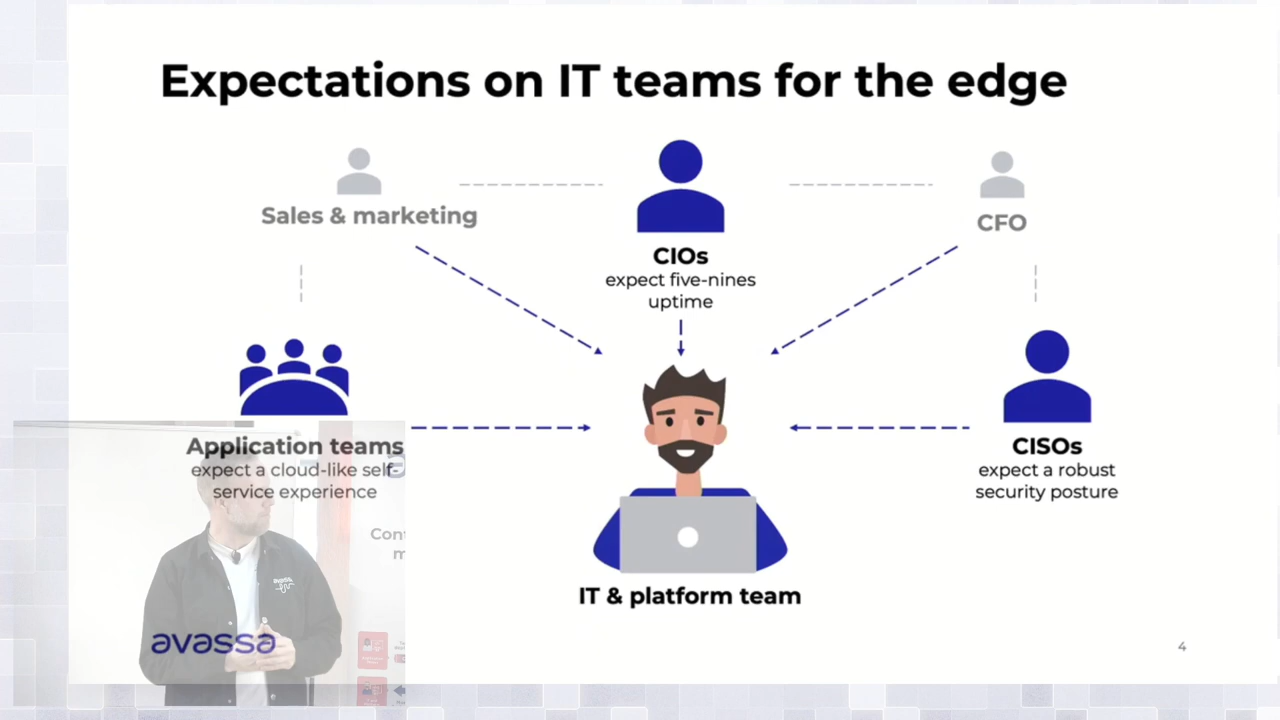 Expectations on IT teams for the edge
Sales & marketing
CIOs
expect five-nines
uptime
CFO
Application teams
expect a cloud-like self-
service experience
CISOs
expect a robust
security posture
IT & platform team
avassa
4